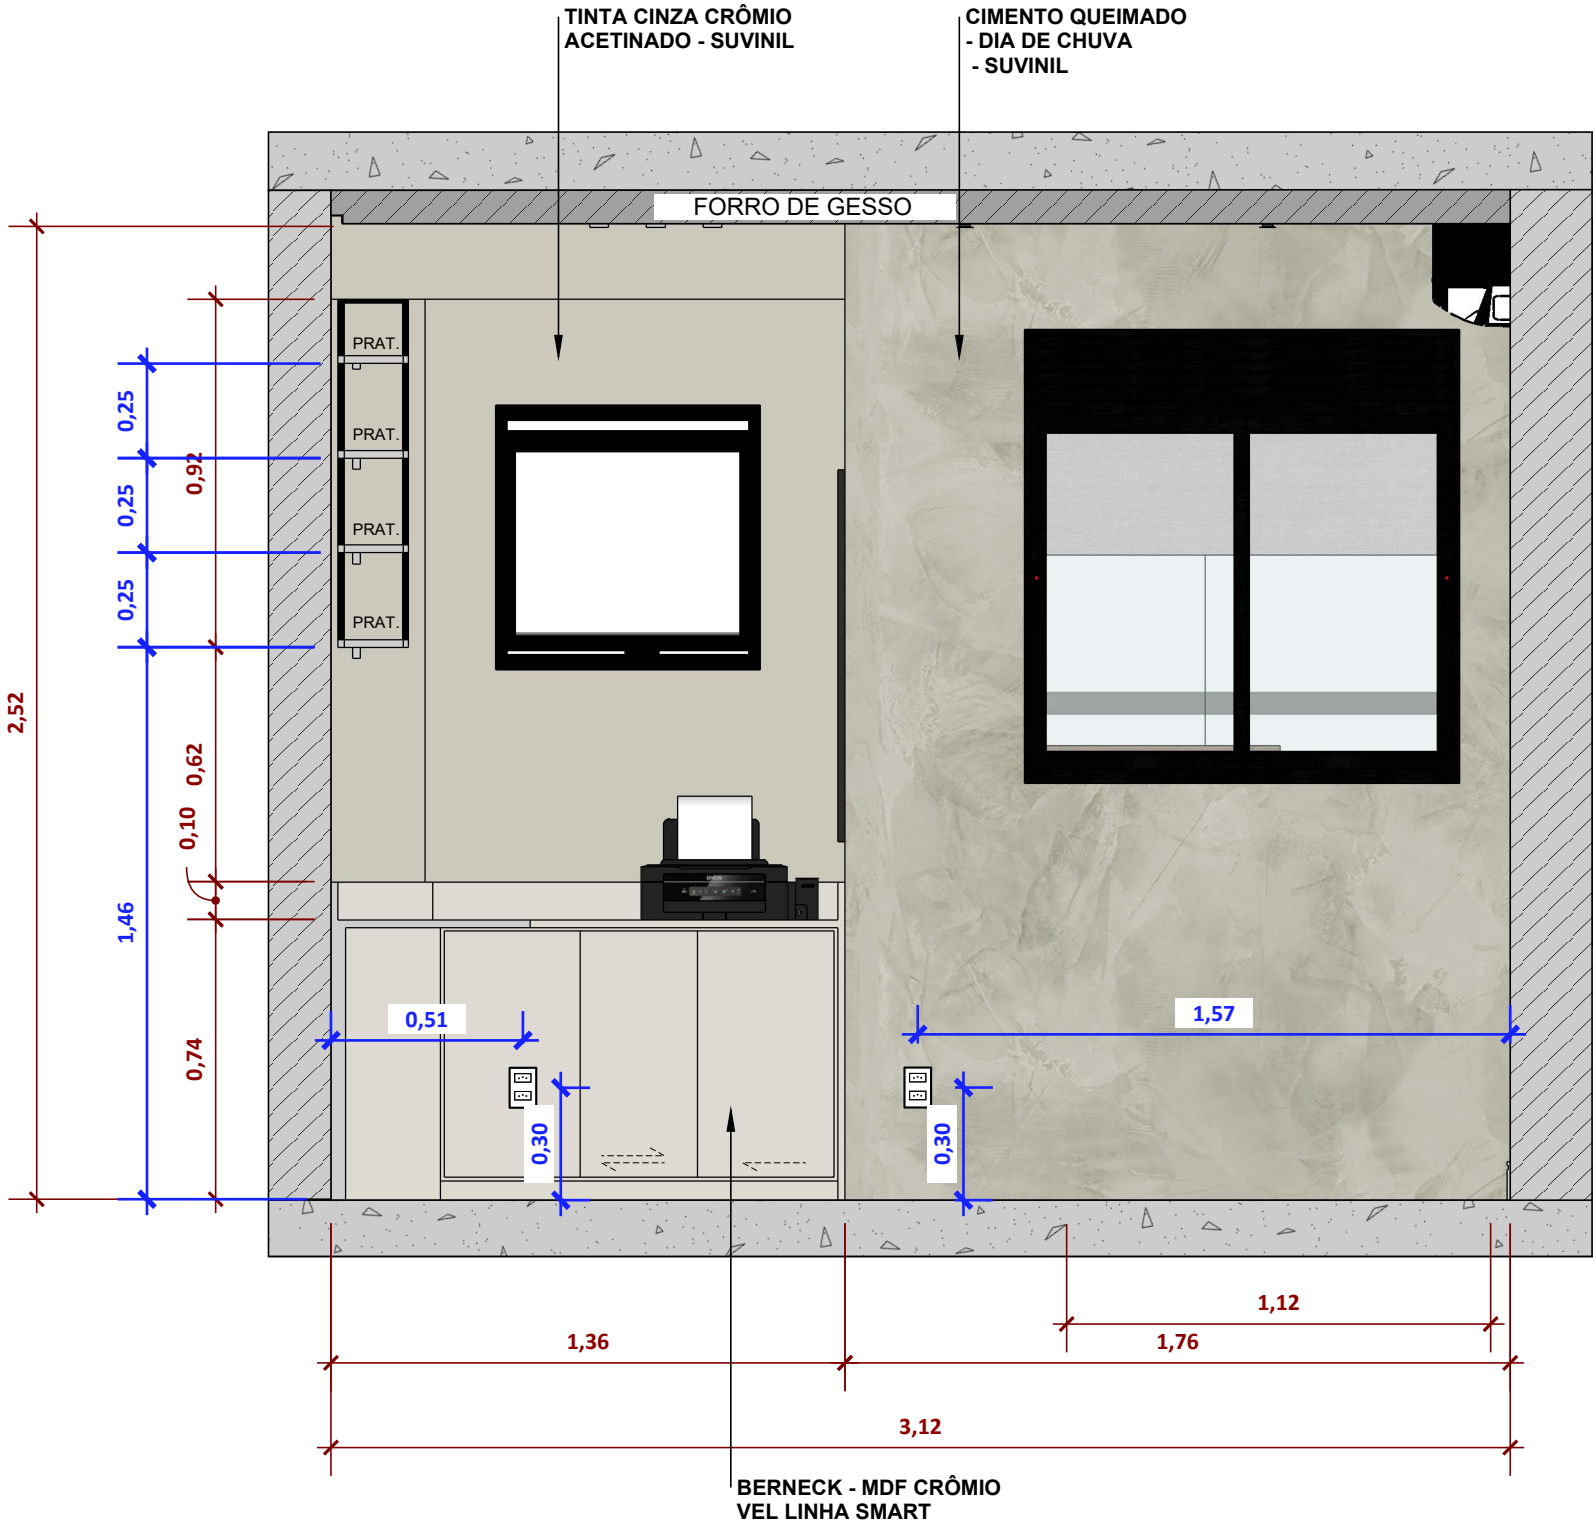 TINTA CINZA CRÔMIO
ACETINADO - SUVINIL
CIMENTO QUEIMADO
- DIA DE CHUVA
- SUVINIL
FORRO DE GESSO
PRAT.
PRAT.
PRAT.
PRAT.
0,25
0,25
0,25
0,92
2,52
0,62
0,10
1,46
0,74
EPSON
0,51
1,57
0,30
0,30
1,12
1,36
1,76
3,12
BERNECK - MDF CRÔMIO
VEL LINHA SMART